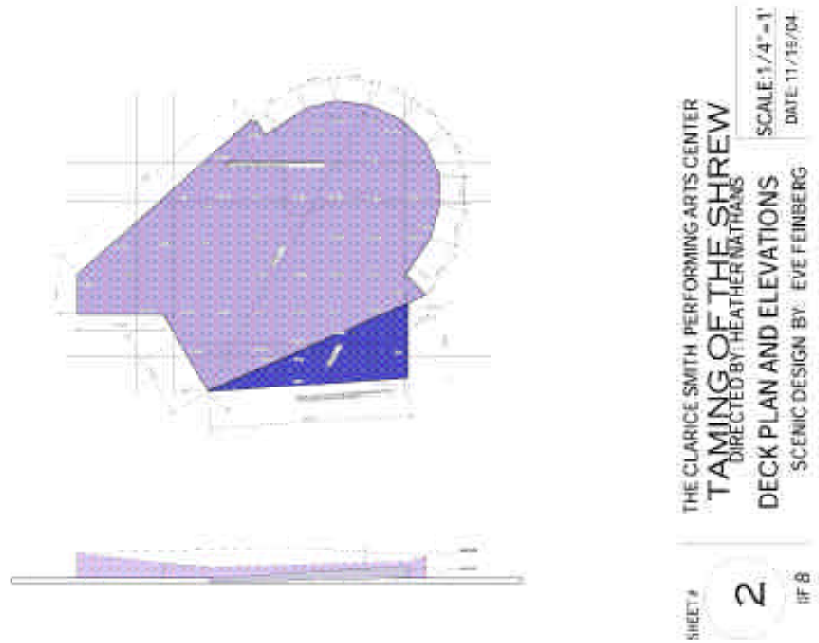 THE CLARICE SMITH PERFORMING ARTS CENTER
TAMING OF THE SHREW
DIRECTED BY: HEATHER NATHANS
DECK PLAN AND ELEVATIONS
SCENIC DESIGN BY: EVE FEINBERG
SCALE: 1/4"=1'
DATE: 11/16/04
SHEET #
2
OF 8